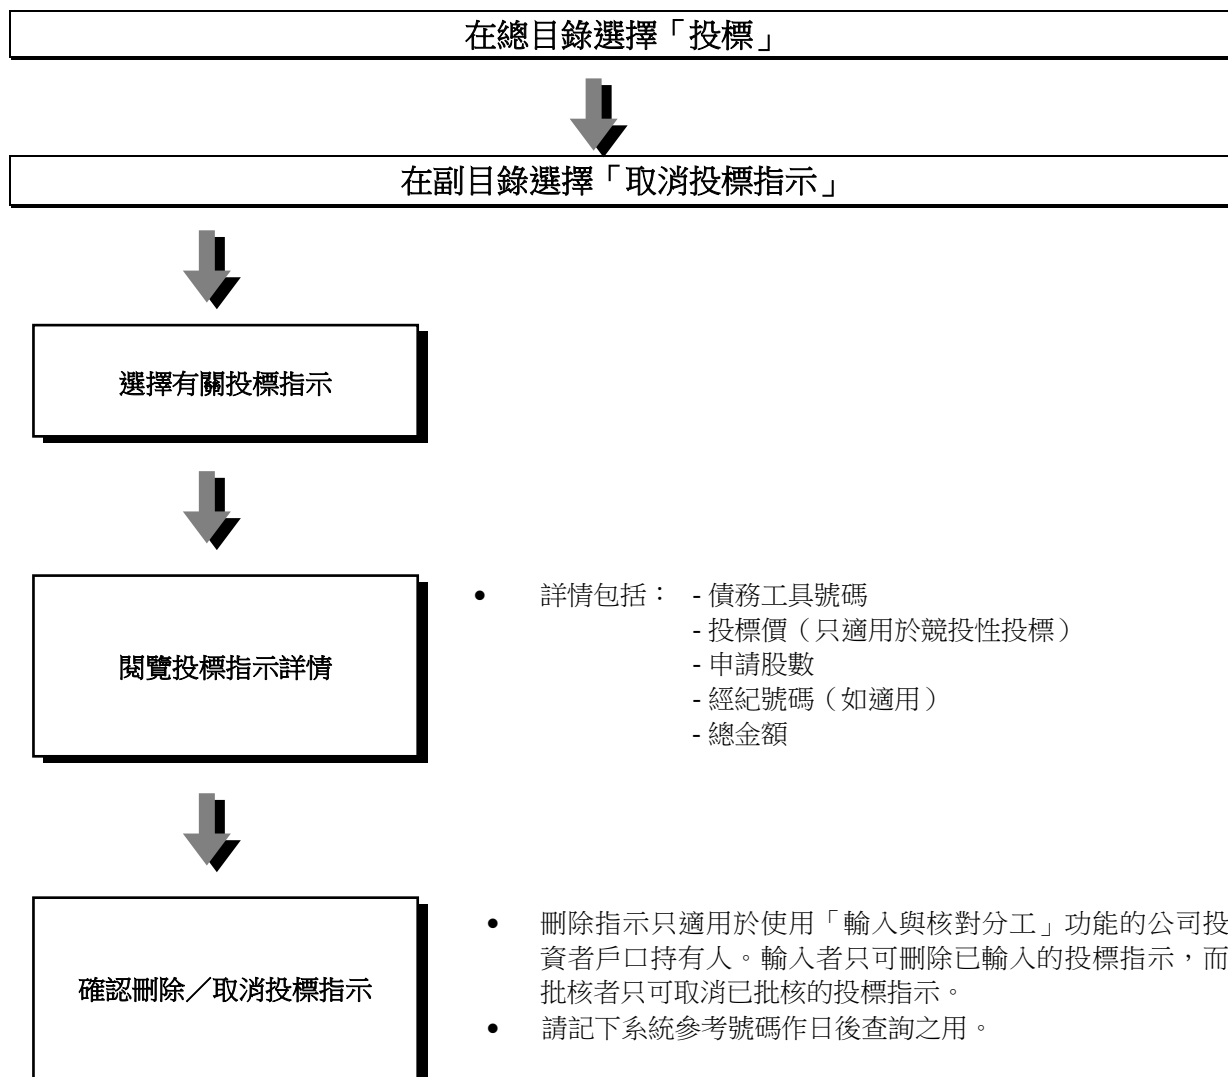 在總目錄選擇「投標」
在副目錄選擇「取消投標指示」
選擇有關投標指示
閱覽投標指示詳情
• 詳情包括： - 債務工具號碼
- 投標價（只適用於競投性投標）
- 申請股數
- 經紀號碼（如適用）
- 總金額
確認刪除／取消投標指示
• 刪除指示只適用於使用「輸入與核對分工」功能的公司投
資者戶口持有人。輸入者只可刪除已輸入的投標指示，而
批核者只可取消已批核的投標指示。
• 請記下系統參考號碼作日後查詢之用。